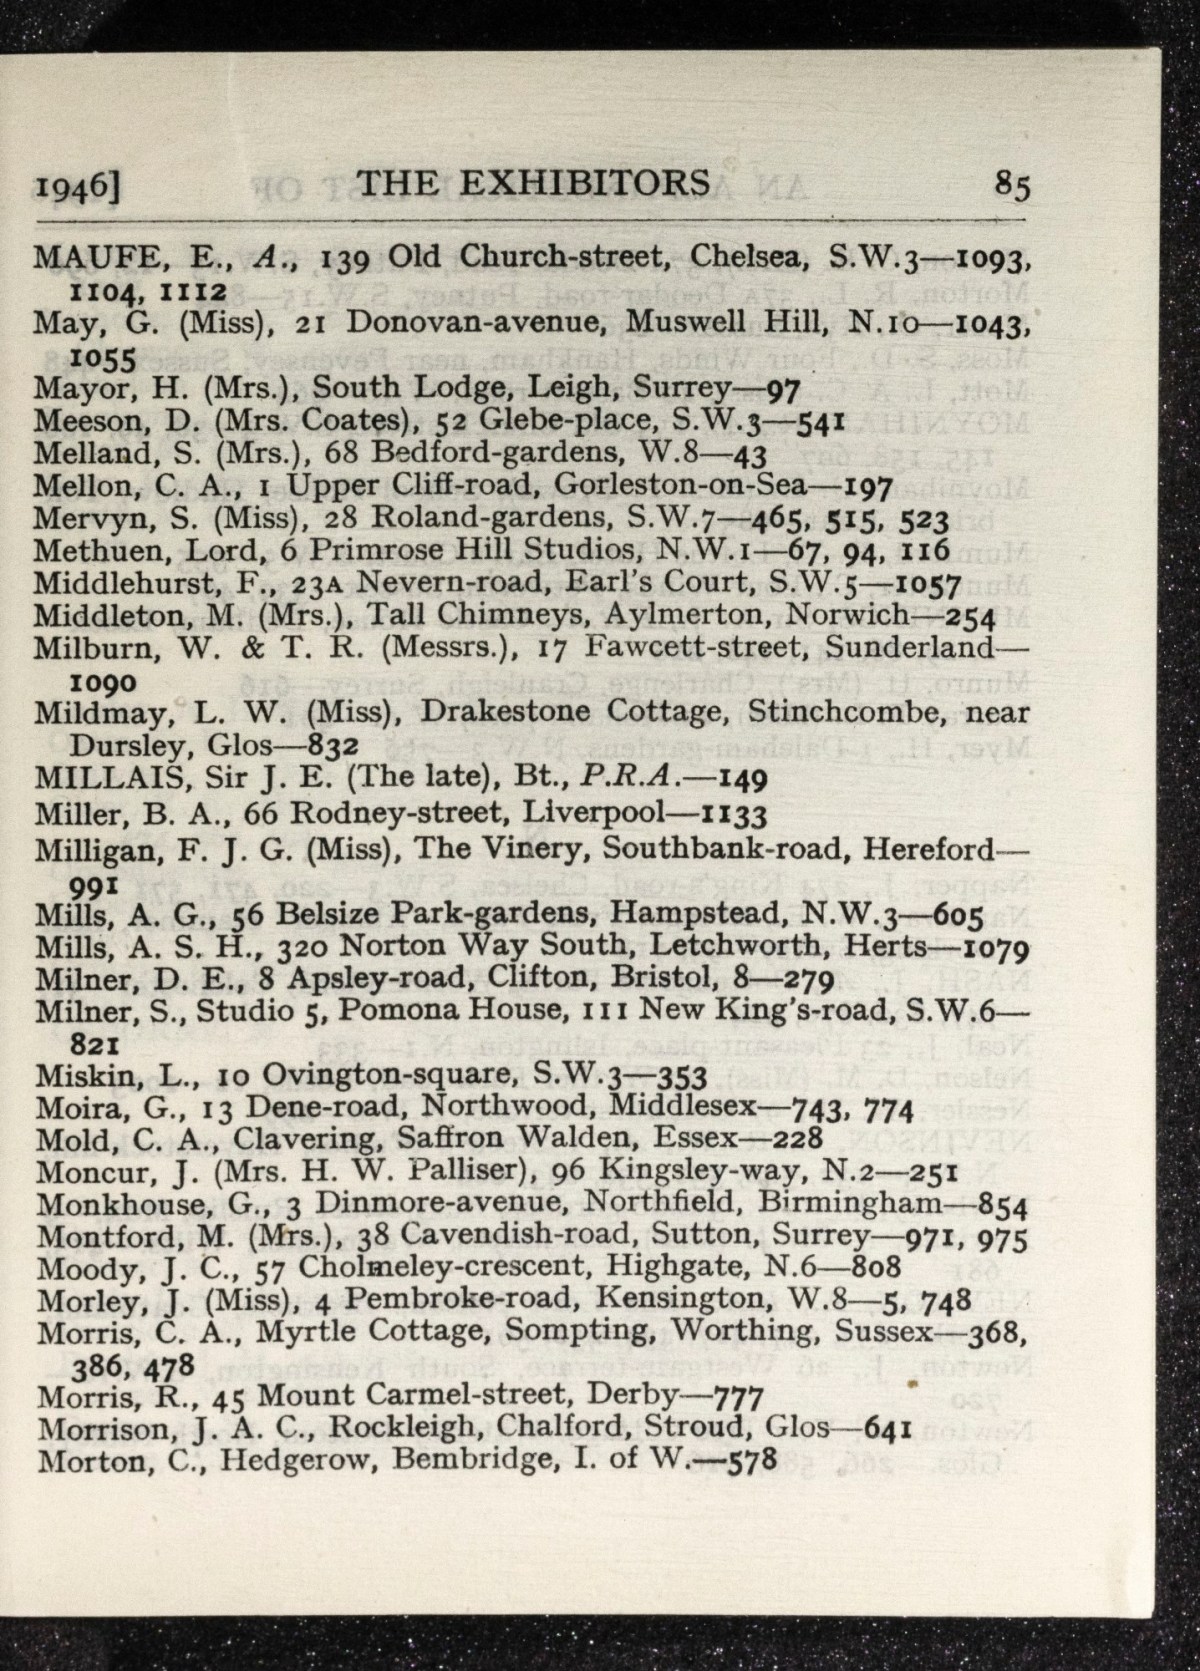 1946] THE EXHIBITORS 85
MAUFE, E., A., 139 Old Church-street, Chelsea, S.W.3—1093,
1104, 1112
May, G. (Miss), 21 Donovan-avenue, Muswell Hill, N.10—1043,
1055
Mayor, H. (Mrs.), South Lodge, Leigh, Surrey—97
Meeson, D. (Mrs. Coates), 52 Glebe-place, S.W.3—541
Melland, S. (Mrs.), 68 Bedford-gardens, W.8—43
Mellon, C. A., 1 Upper Cliff-road, Gorleston-on-Sea—197
Mervyn, S. (Miss), 28 Roland-gardens, S.W.7—465, 515, 523
Methuen, Lord, 6 Primrose Hill Studios, N.W.1—67, 94, 116
Middlehurst, F., 23A Nevern-road, Earl's Court, S.W.5—1057
Middleton, M. (Mrs.), Tall Chimneys, Aylmerton, Norwich—254
Milburn, W. & T. R. (Messrs.), 17 Fawcett-street, Sunderland—
1090
Mildmay, L. W. (Miss), Drakestone Cottage, Stinchcombe, near
Dursley, Glos—832
MILLAIS, Sir J. E. (The late), Bt., P.R.A.—149
Miller, B. A., 66 Rodney-street, Liverpool—1133
Milligan, F. J. G. (Miss), The Vinery, Southbank-road, Hereford—
991
Mills, A. G., 56 Belsize Park-gardens, Hampstead, N.W.3—605
Mills, A. S. H., 320 Norton Way South, Letchworth, Herts—1079
Milner, D. E., 8 Apsley-road, Clifton, Bristol, 8—279
Milner, S., Studio 5, Pomona House, 111 New King's-road, S.W.6—
821
Miskin, L., 10 Ovington-square, S.W.3—353
Moira, G., 13 Dene-road, Northwood, Middlesex—743, 774
Mold, C. A., Clavering, Saffron Walden, Essex—228
Moncur, J. (Mrs. H. W. Palliser), 96 Kingsley-way, N.2—251
Monkhouse, G., 3 Dinmore-avenue, Northfield, Birmingham—854
Montford, M. (Mrs.), 38 Cavendish-road, Sutton, Surrey—971, 975
Moody, J. C., 57 Cholmeley-crescent, Highgate, N.6—808
Morley, J. (Miss), 4 Pembroke-road, Kensington, W.8—5, 748
Morris, C. A., Myrtle Cottage, Sompting, Worthing, Sussex—368,
386, 478
Morris, R., 45 Mount Carmel-street, Derby—777
Morrison, J. A. C., Rockleigh, Chalford, Stroud, Glos—641
Morton, C., Hedgerow, Bembridge, I. of W.—578